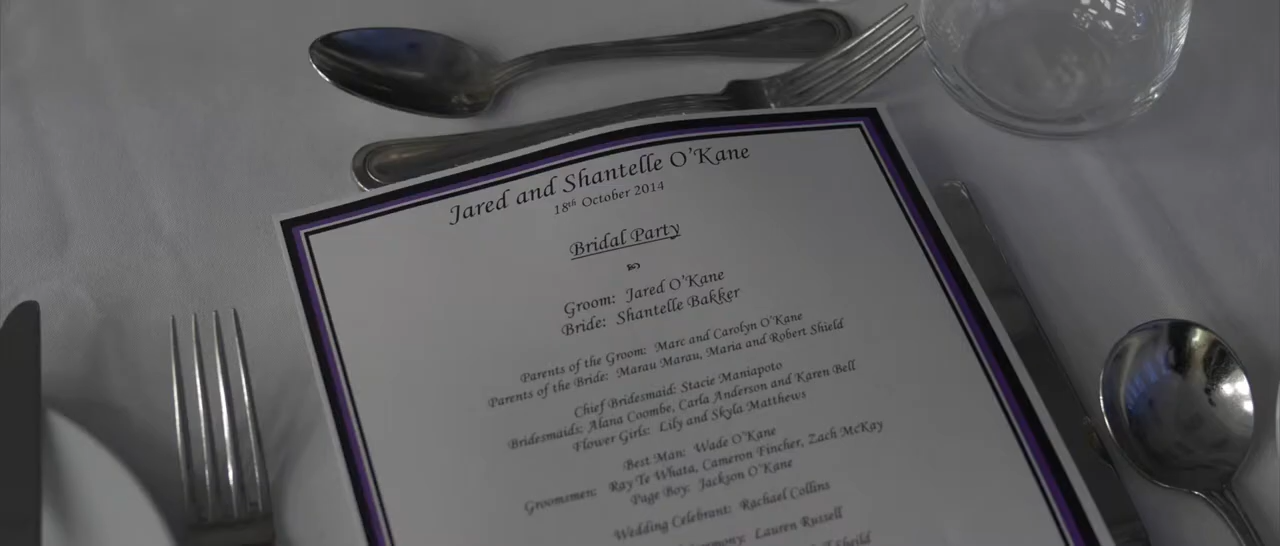 Jared and Shantelle O'Kane
18th October 2014
Bridal Party
Groom: Jared O'Kane
Bride: Shantelle Bakker
Parents of the Groom: Marc and Carolyn O'Kane
Parents of the Bride: Marau Marau, Maria and Robert Shield
Chief Bridesmaid: Stacie Maniapoto
Bridesmaids: Alana Coombe, Carla Anderson and Karen Bell
Flower Girls: Lily and Skyla Matthews
Best Man: Wade O'Kane
Groomsmen: Ray Te Whata, Cameron Fincher, Zach McKay
Page Boy: Jackson O'Kane
Wedding Celebrant: Rachael Collins
Lauren Russell